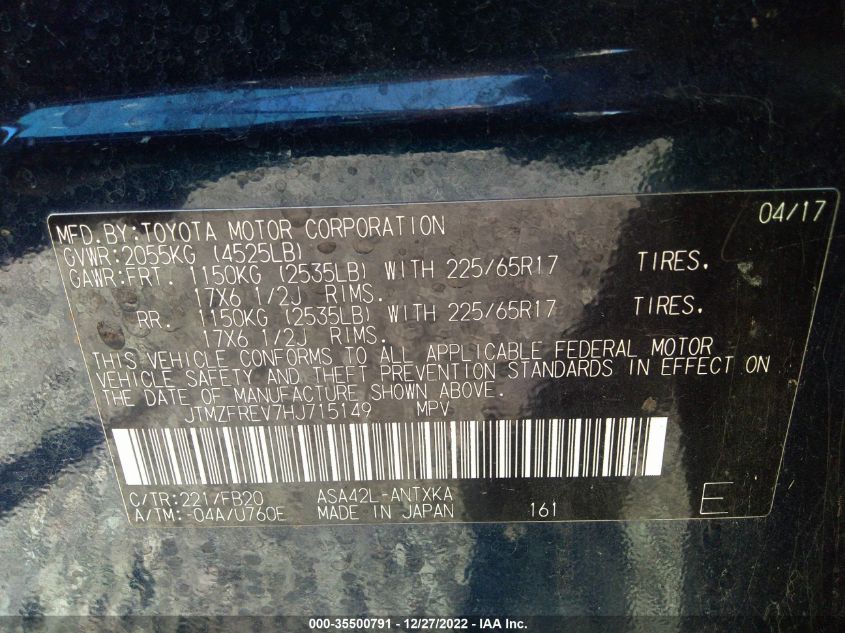 04/17
MFD. BY:TOYOTA MOTOR CORPORATION
GVWR:2055KG (4525LB)
GAWR:FRT. 1150KG (2535LB) WITH 225/65R17 TIRES.
17X6 1/2J RIMS.
RR. 1150KG (2535LB) WITH 225/65R17 TIRES.
17X6 1/2J RIMS.
THIS VEHICLE CONFORMS TO ALL APPLICABLE FEDERAL MOTOR
VEHICLE SAFETY AND THEFT PREVENTION STANDARDS IN EFFECT ON
THE DATE OF MANUFACTURE SHOWN ABOVE.
JTMZFREV7HJ715149 MPV
C/TR:221/FB20 ASA42L-ANTXKA
A/TM:-04A/U760E MADE IN JAPAN 161 E
000-35500791 - 12/27/2022 - IAA Inc.